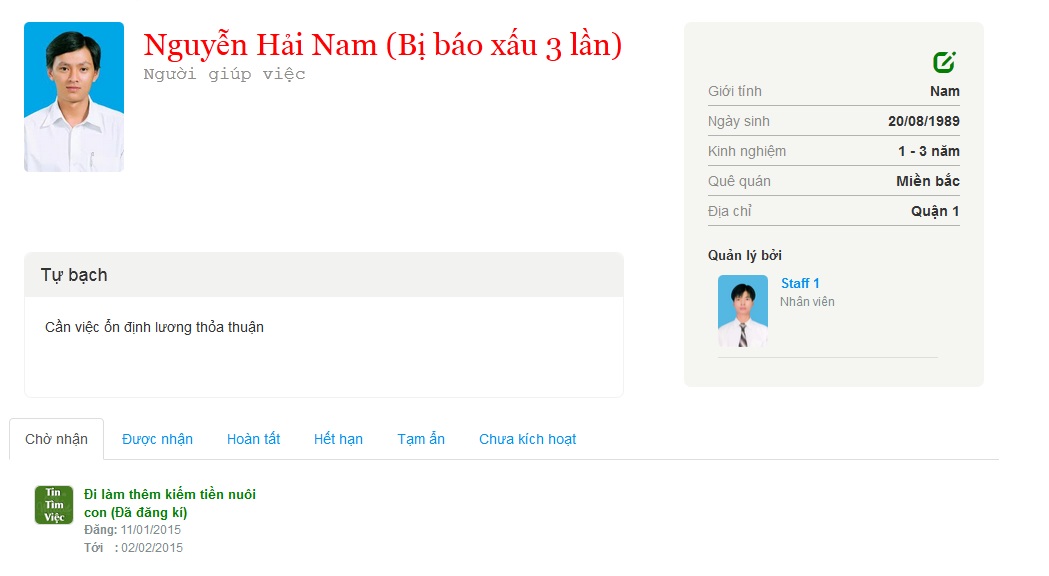 Nguyễn Hải Nam (Bị báo xấu 3 lần)
Người giúp việc
Giới tính Nam
Ngày sinh 20/08/1989
Kinh nghiệm 1 - 3 năm
Quê quán Miền bắc
Địa chỉ Quận 1
Quản lý bởi
Staff 1
Nhân viên
Tự bạch
Cần việc ổn định lương thỏa thuận
Chờ nhận Được nhận Hoàn tất Hết hạn Tạm ẩn Chưa kích hoạt
Tin
Tìm
Việc
Đi làm thêm kiếm tiền nuôi
con (Đã đăng kí)
Đăng: 11/01/2015
Tới : 02/02/2015